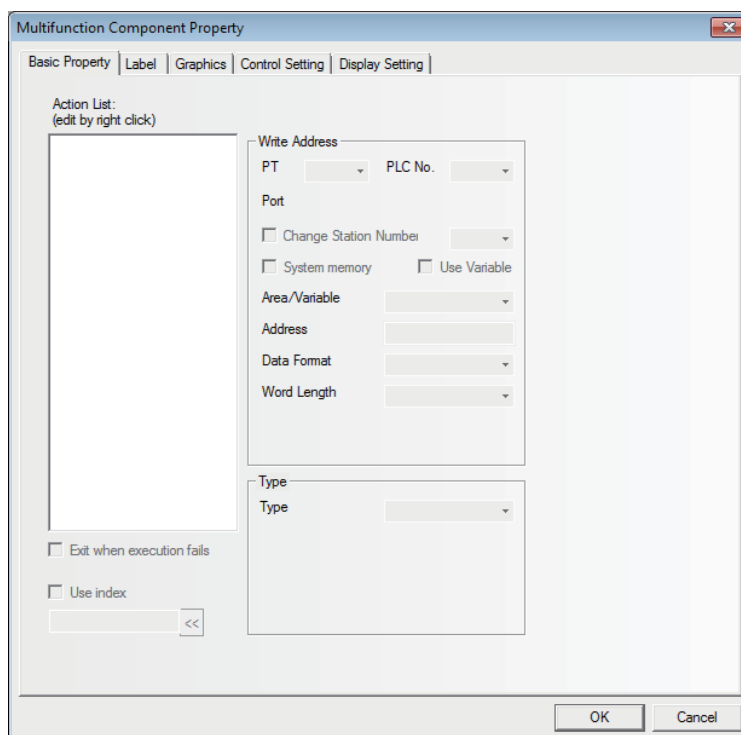 Multifunction Component Property
Basic Property Label Graphics Control Setting Display Setting
Action List:
(edit by right click)
Write Address
PT PLC No.
Port
Change Station Number
System memory Use Variable
Area/Variable
Address
Data Format
Word Length
Type
Type
Exit when execution fails
Use index
<<
OK Cancel